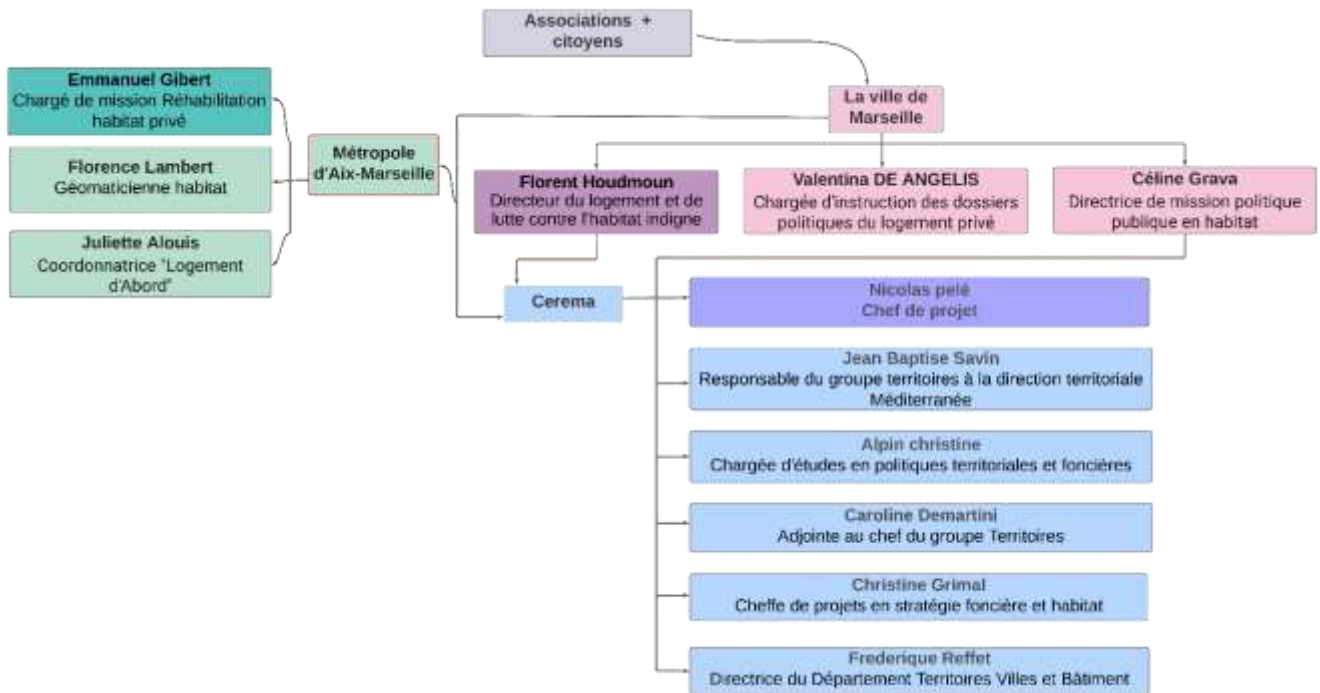 Associations +
citoyens
La ville de
Marseille
Emmanuel Gibert
Chargé de mission Réhabilitation
habitat privé
Florence Lambert
Géomaticienne habitat
Juliette Alouis
Coordonnatrice "Logement
d'Abord"
Métropole
d'Aix-Marseille
Florent Houdmoun
Directeur du logement et de
lutte contre l'habitat indigne
Valentina DE ANGELIS
Chargée d'instruction des dossiers
politiques du logement privé
Céline Grava
Directrice de mission politique
publique en habitat
Cerema
Nicolas pelé
Chef de projet
Jean Baptise Savin
Responsable du groupe territoires à la direction territoriale
Méditerranée
Alpin christine
Chargée d'études en politiques territoriales et foncières
Caroline Demartini
Adjointe au chef du groupe Territoires
Christine Grimal
Cheffe de projets en stratégie foncière et habitat
Frederique Reffet
Directrice du Département Territoires Villes et Bâtiment